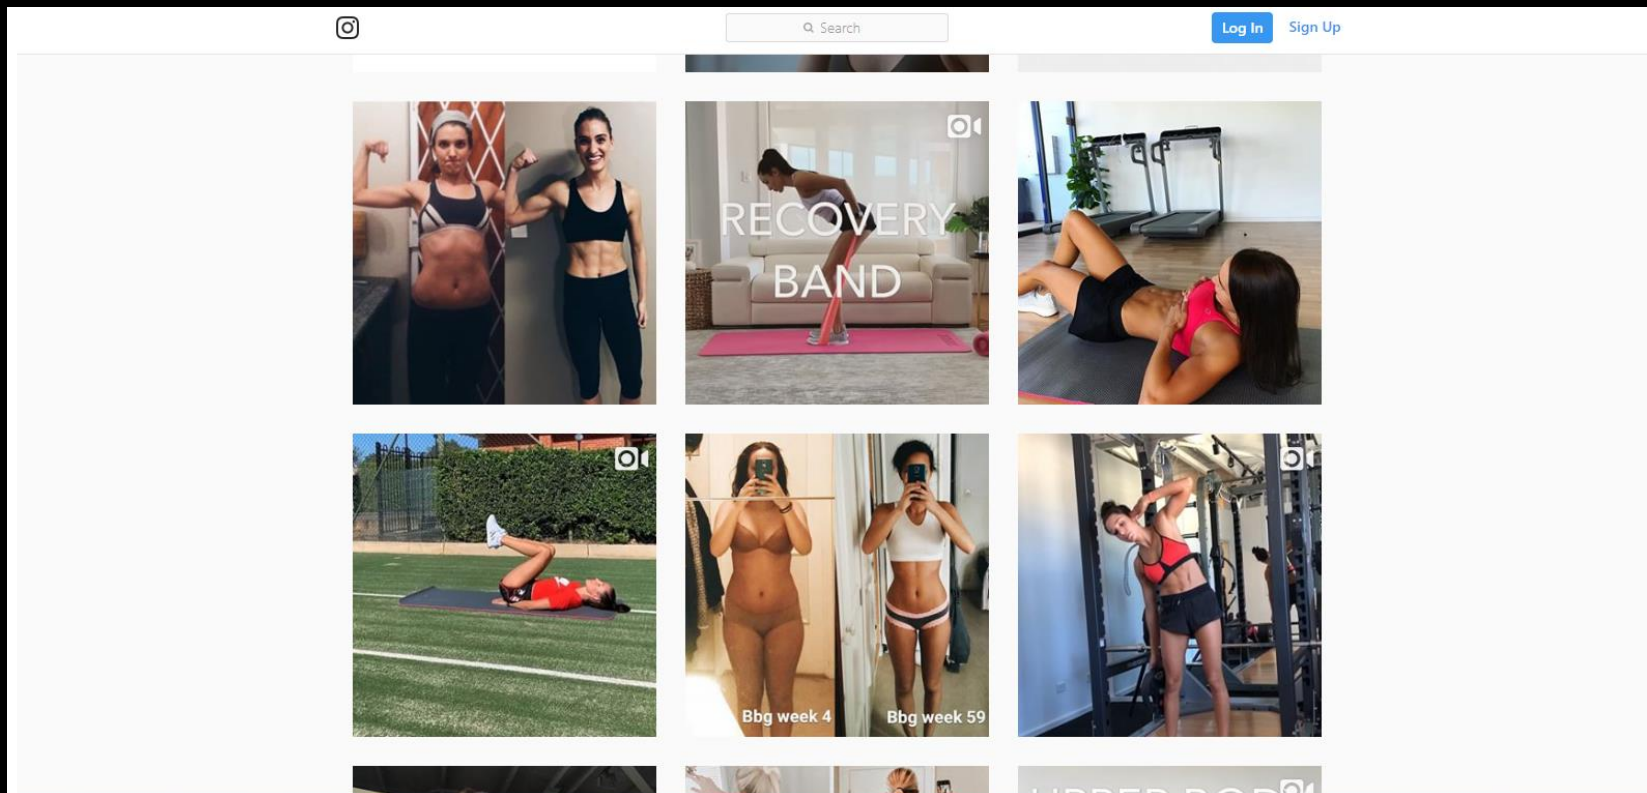 Search
Log In
Sign Up
RECOVERY
BAND
Bbg week 4
Bbg week 59